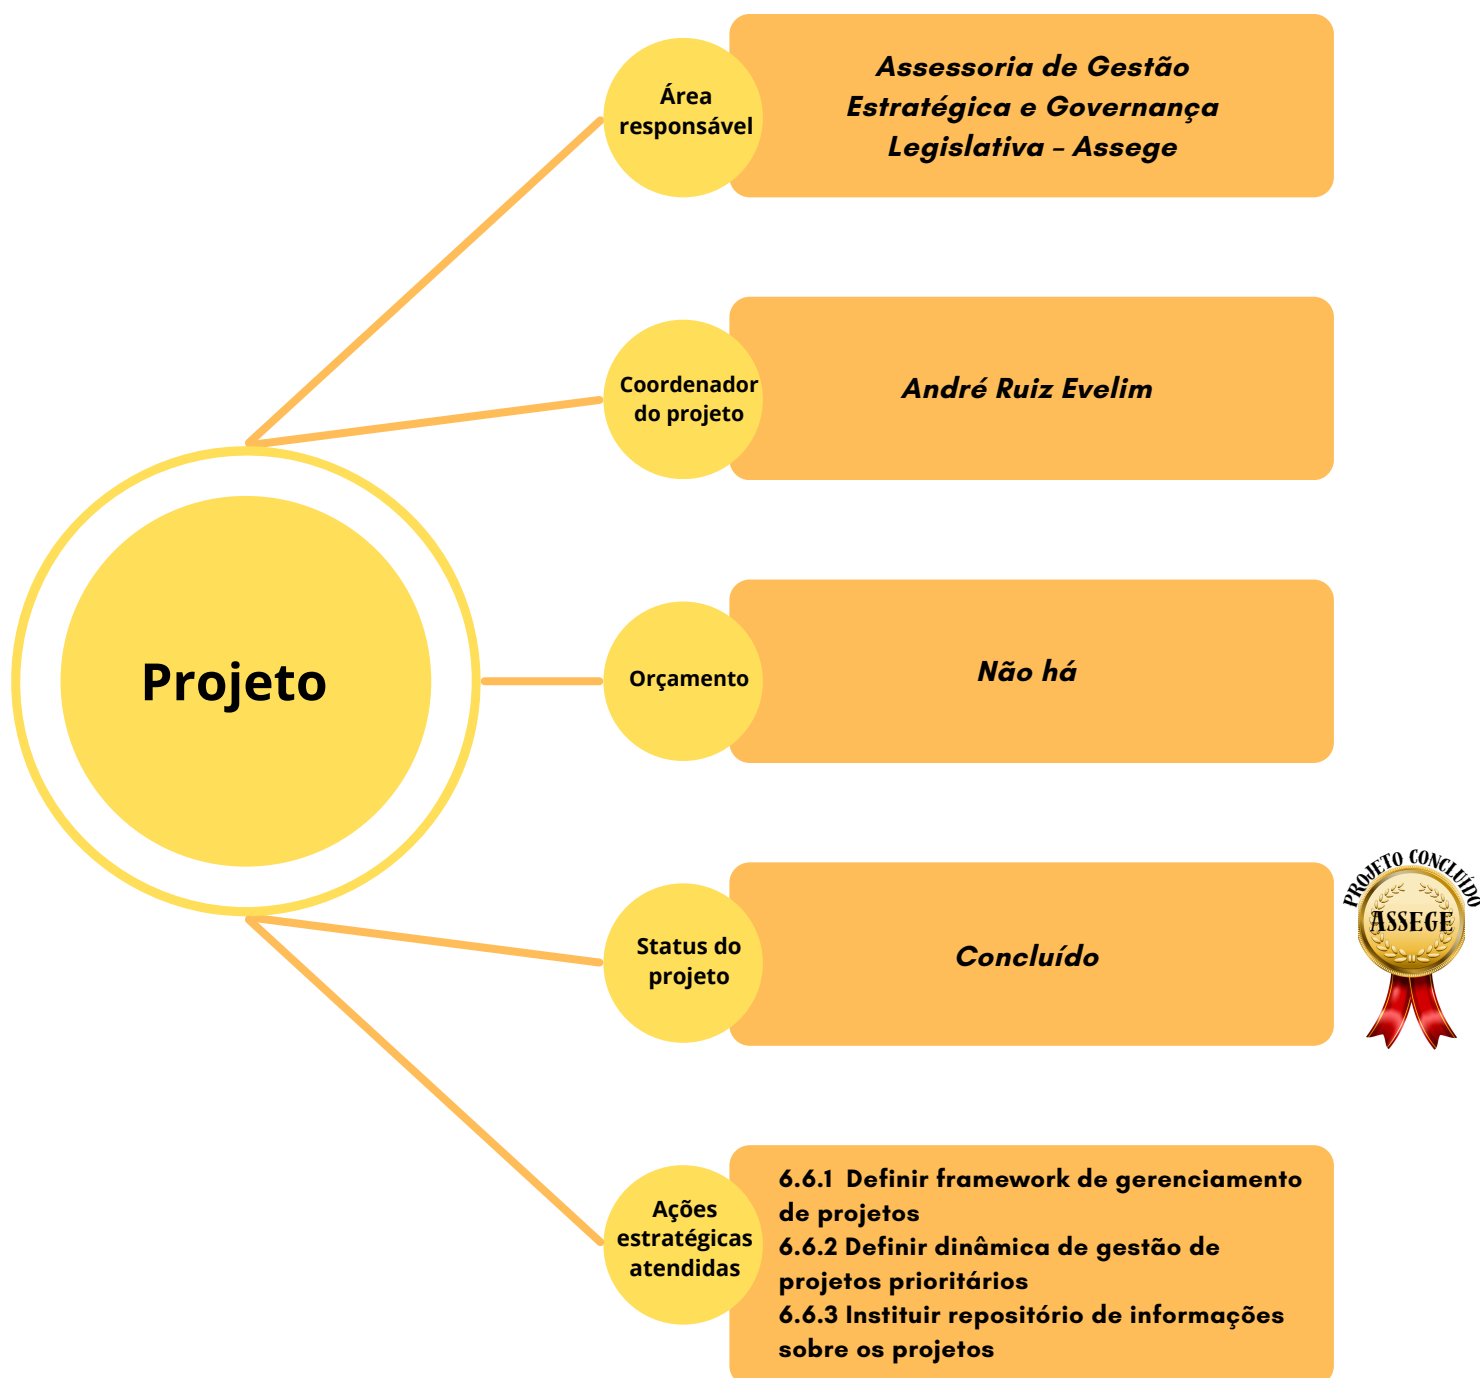 Projeto
Área
responsável
Assessoria de Gestão
Estratégica e Governança
Legislativa – Assege
Coordenador
do projeto
André Ruiz Evelim
Orçamento
Não há
Status do
projeto
Concluído
PROJETO CONCLUÍDO
ASSEGE
Ações
estratégicas
atendidas
6.6.1 Definir framework de gerenciamento
de projetos
6.6.2 Definir dinâmica de gestão de
projetos prioritários
6.6.3 Instituir repositório de informações
sobre os projetos